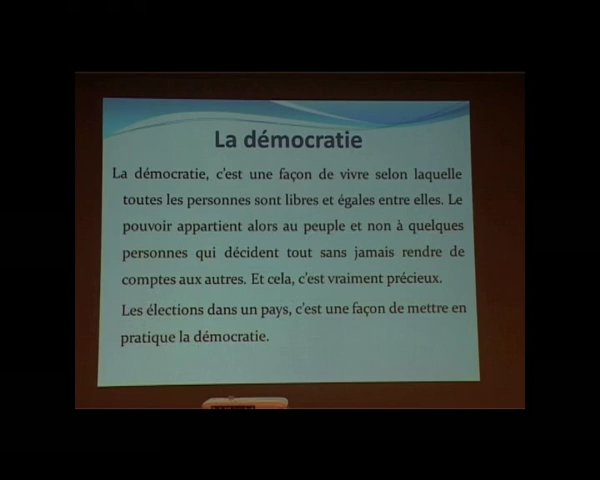 La démocratie
La démocratie, c'est une façon de vivre selon laquelle
toutes les personnes sont libres et égales entre elles. Le
pouvoir appartient alors au peuple et non à quelques
personnes qui décident tout sans jamais rendre de
comptes aux autres. Et cela, c'est vraiment précieux.
Les élections dans un pays, c'est une façon de mettre en
pratique la démocratie.